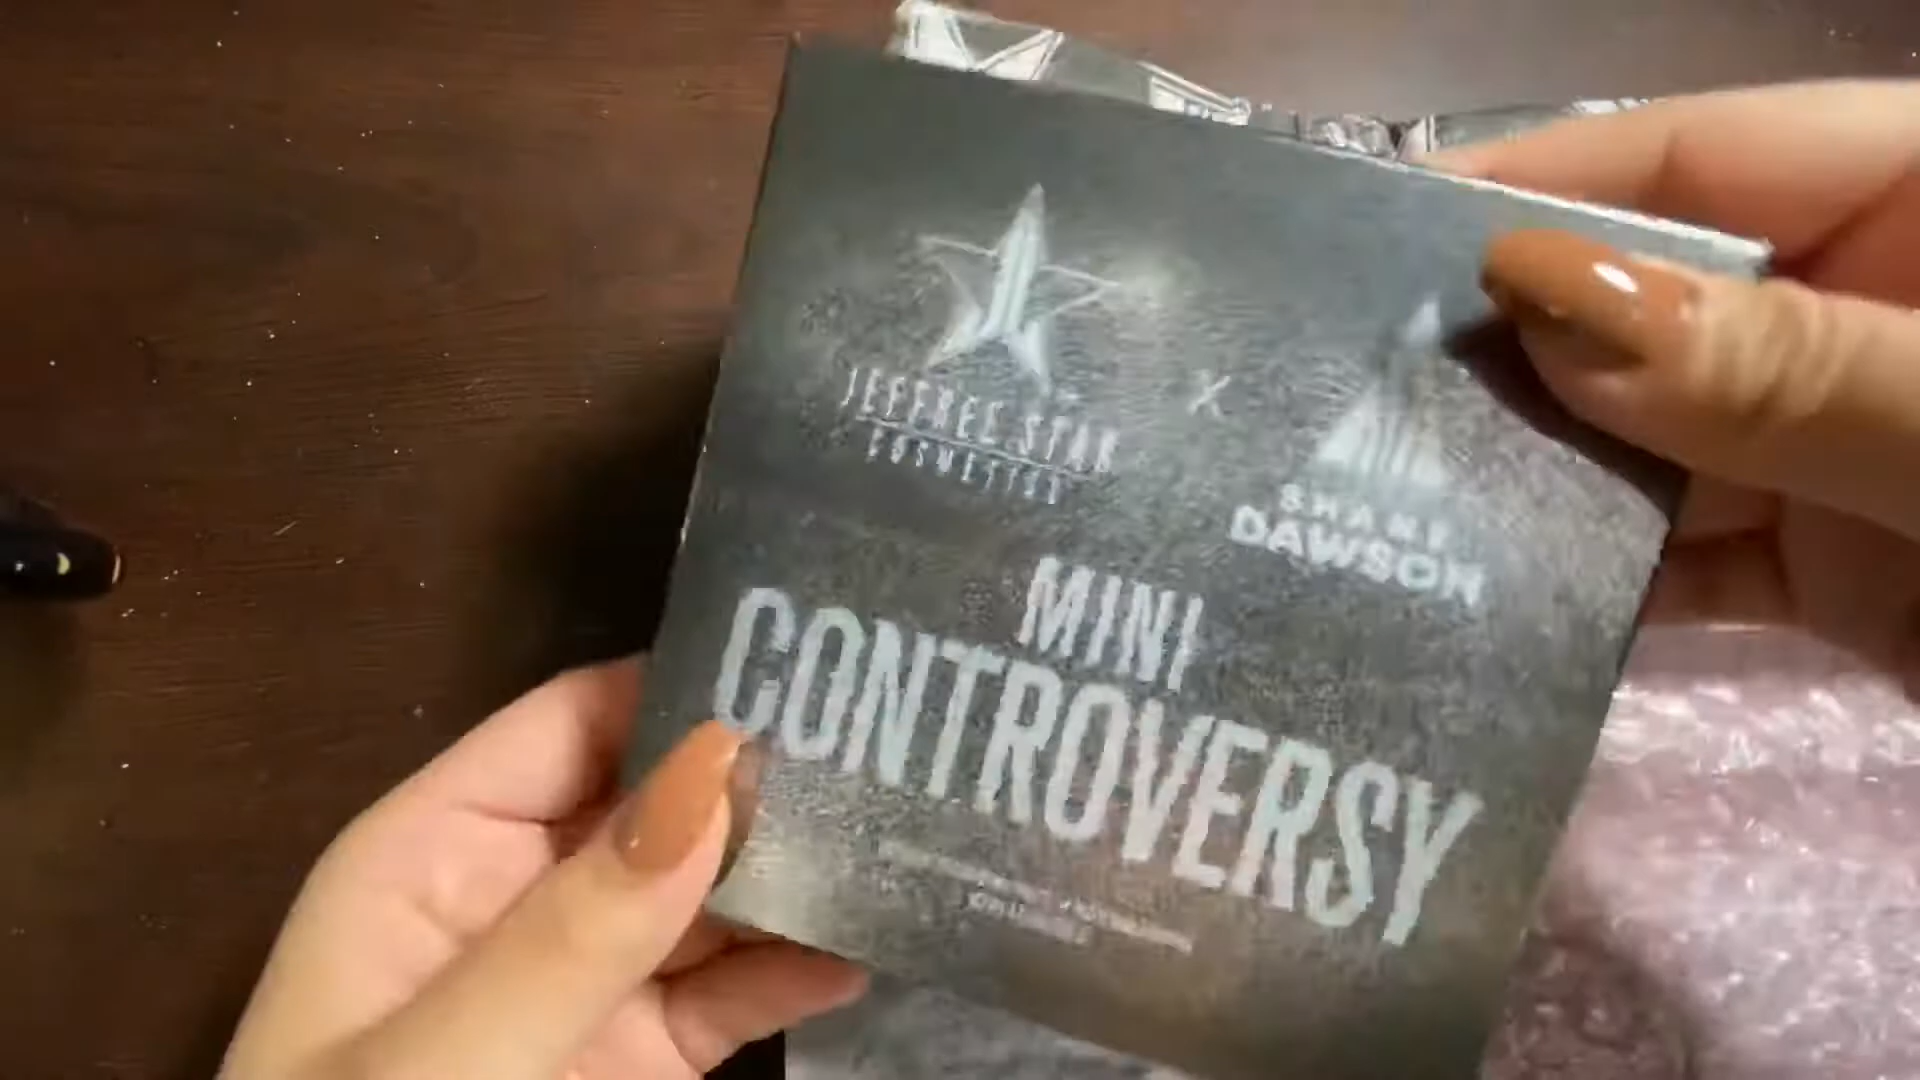 JEFFREE STAR
COSMETICS
X
SHANE
DAWSON
MINI
CONTROVERSY